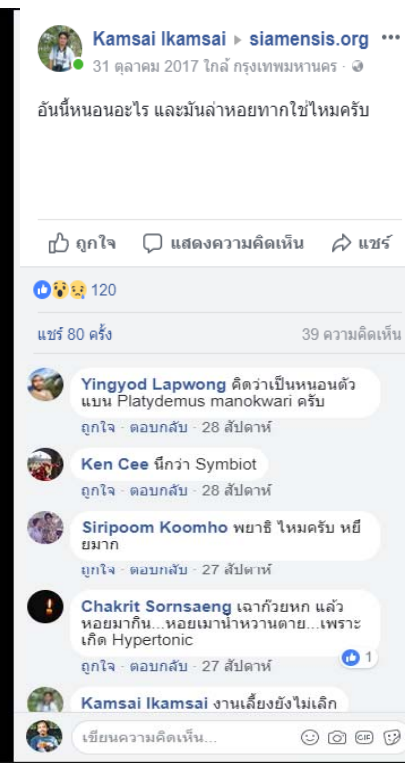 Kamsai Ikamsai ▸ siamensis.org ...
31 ตุลาคม 2017 ใกล้ กรุงเทพมหานคร ·
อันนี้หนอนอะไร และมันล่าหอยทากใช่ไหมครับ
ถูกใจ แสดงความคิดเห็น แชร์
120
แชร์ 80 ครั้ง 39 ความคิดเห็น
Yingyod Lapwong คิดว่าเป็นหนอนตัว
แบน Platydemus manokwari ครับ
ถูกใจ · ตอบกลับ · 28 สัปดาห์
Ken Cee นึกว่า Symbiot
ถูกใจ · ตอบกลับ · 28 สัปดาห์
Siripoom Koomho พยาธิ ไหมครับ หยึ
ยมาก
ถูกใจ · ตอบกลับ · 27 สัปดาห์
Chakrit Sornsaeng เฉาก๊วยหก แล้ว
หอยมากิน...หอยเมาน้ำหวานตาย...เพราะ
เกิด Hypertonic
ถูกใจ · ตอบกลับ · 27 สัปดาห์ 1
Kamsai Ikamsai งานเลี้ยงยังไม่เลิก
เขียนความคิดเห็น... GIF